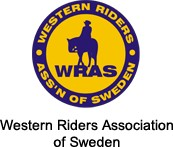 WESTERN RIDERS
WRAS
ASS'N OF SWEDEN
Western Riders Association
of Sweden